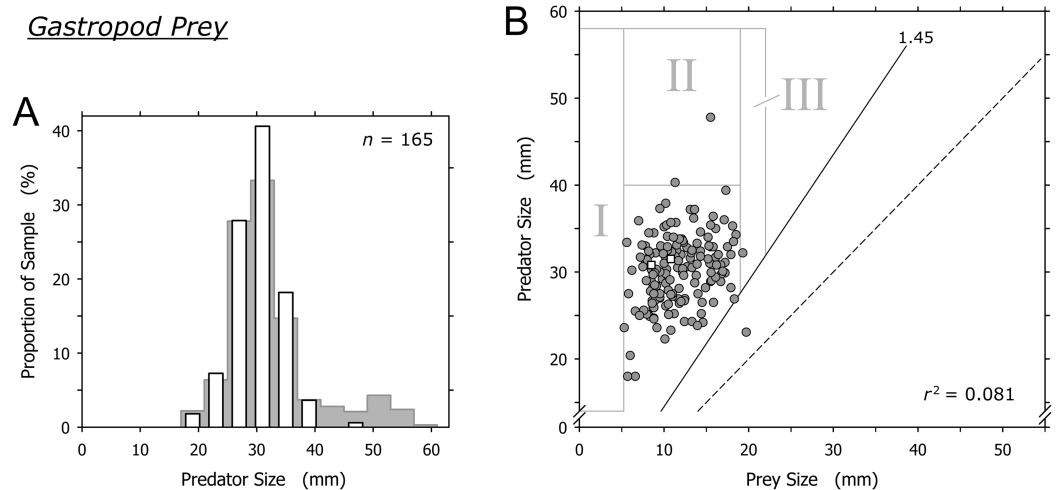 Gastropod Prey
A
n = 165
Proportion of Sample (%)
40
30
20
10
0
0 10 20 30 40 50 60
Predator Size (mm)
B
Predator Size (mm)
60
50
40
30
20
0
I
II
III
1.45
r² = 0.081
0 10 20 30 40 50
Prey Size (mm)